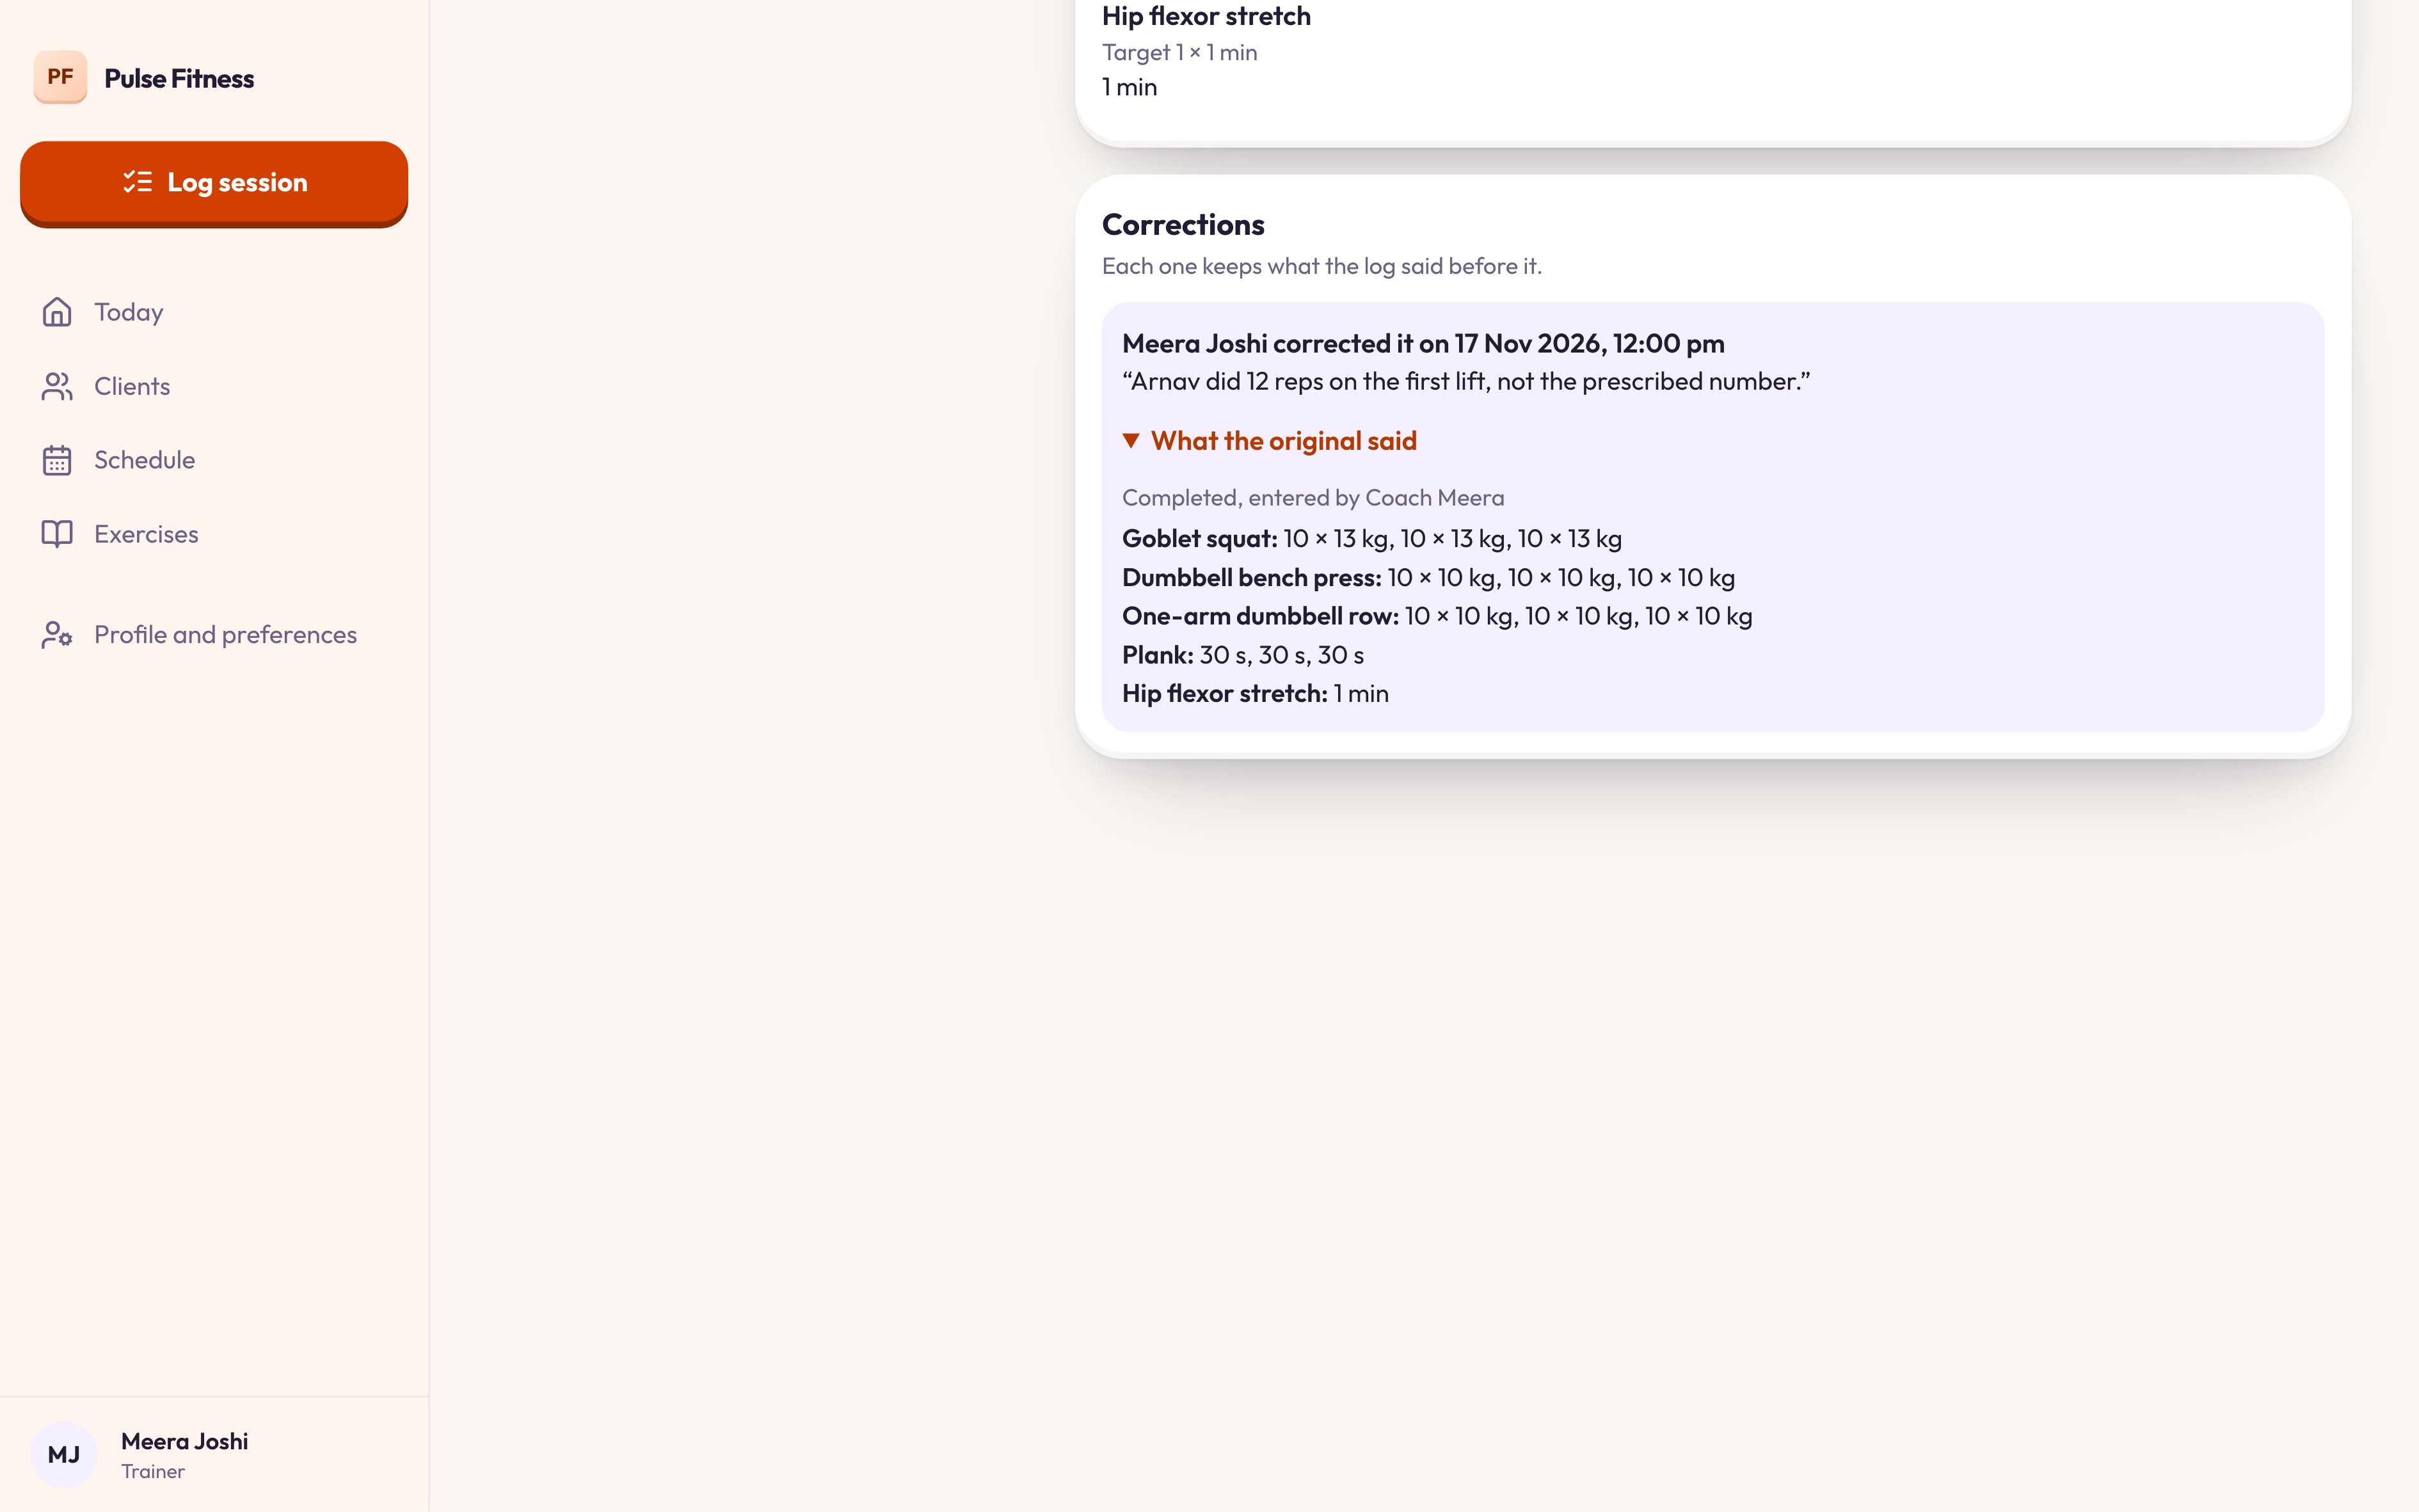 PF
Pulse Fitness
Log session
Today
Clients
Schedule
Exercises
Profile and preferences
MJ
Meera Joshi
Trainer
Hip flexor stretch
Target 1 × 1 min
1 min
Corrections
Each one keeps what the log said before it.
Meera Joshi corrected it on 17 Nov 2026, 12:00 pm
“Arnav did 12 reps on the first lift, not the prescribed number.”
What the original said
Completed, entered by Coach Meera
Goblet squat: 10 × 13 kg, 10 × 13 kg, 10 × 13 kg
Dumbbell bench press: 10 × 10 kg, 10 × 10 kg, 10 × 10 kg
One-arm dumbbell row: 10 × 10 kg, 10 × 10 kg, 10 × 10 kg
Plank: 30 s, 30 s, 30 s
Hip flexor stretch: 1 min